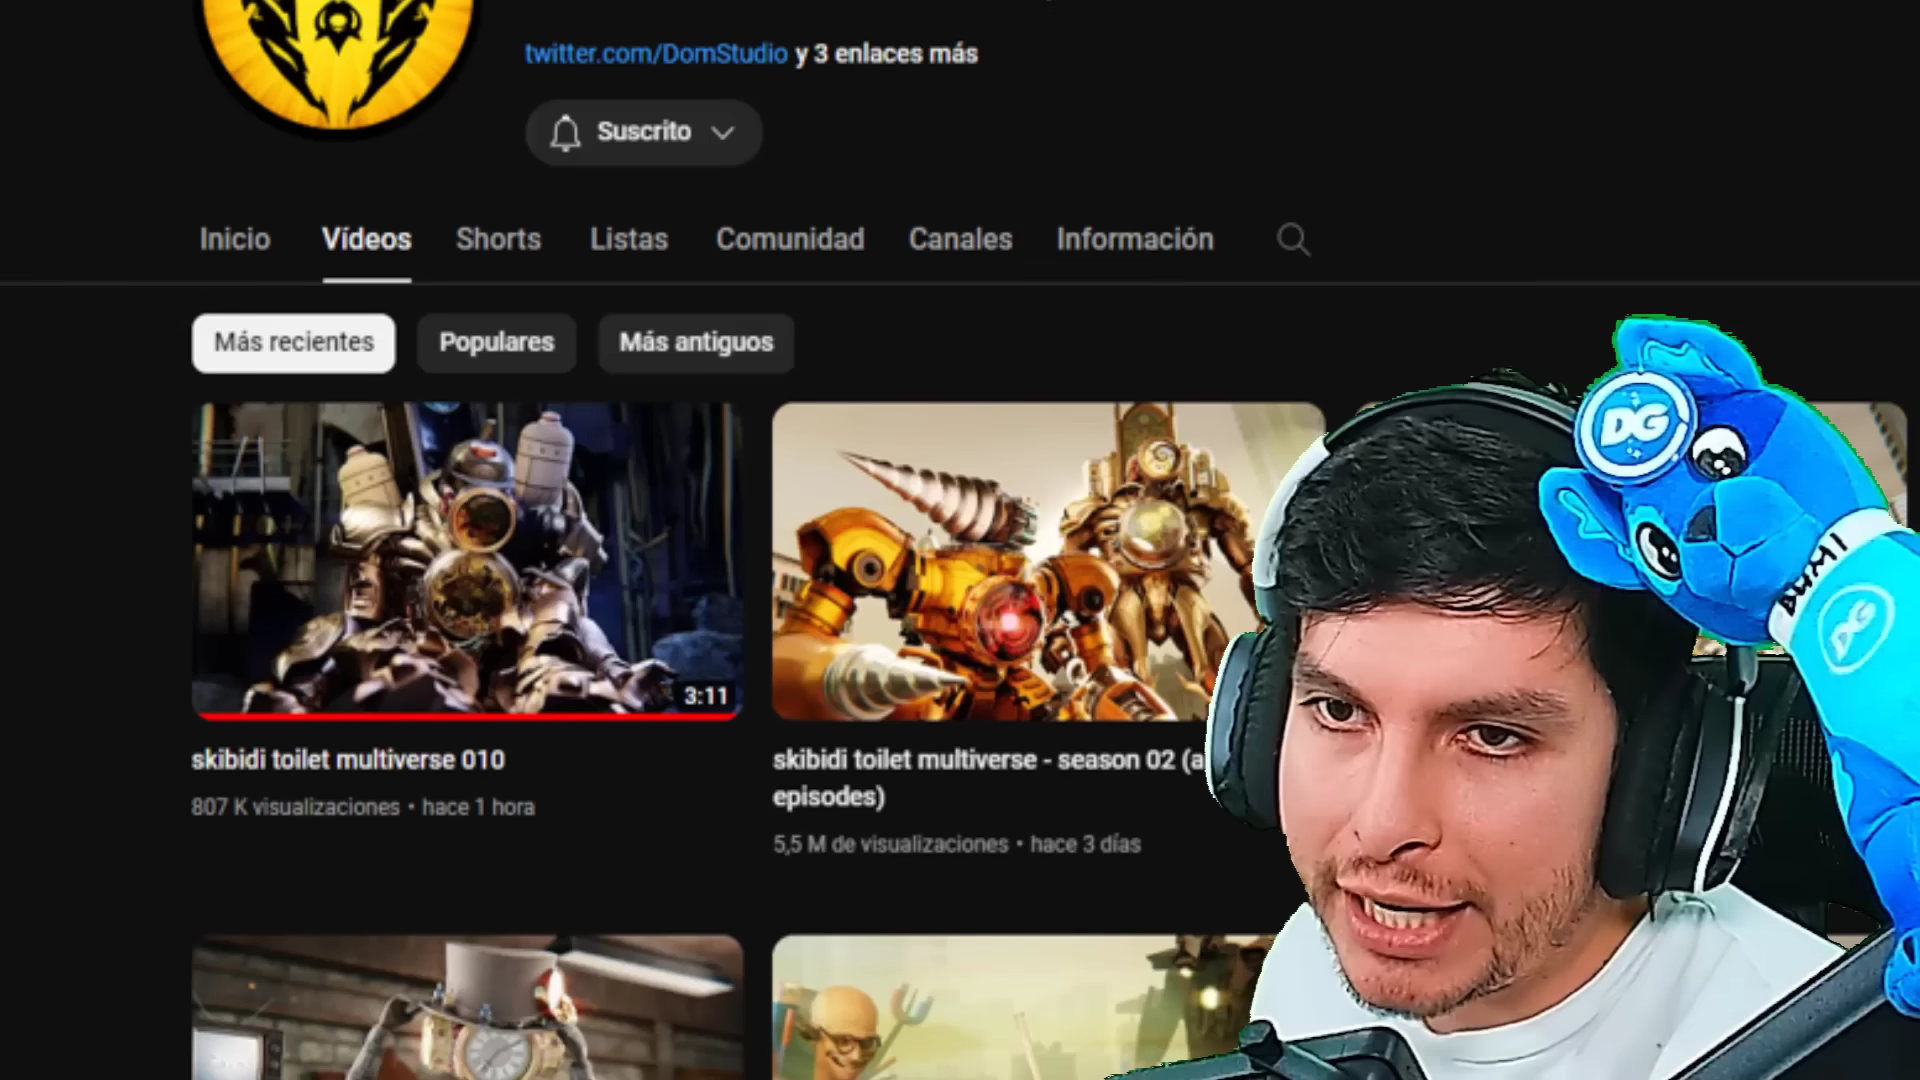 twitter.com/DomStudio y 3 enlaces más
Suscrito
Inicio Vídeos Shorts Listas Comunidad Canales Información
Más recientes Populares Más antiguos
DG
BUMI
DG
3:11
skibidi toilet multiverse 010
807 K visualizaciones • hace 1 hora
skibidi toilet multiverse - season 02 (a
episodes)
5,5 M de visualizaciones • hace 3 días